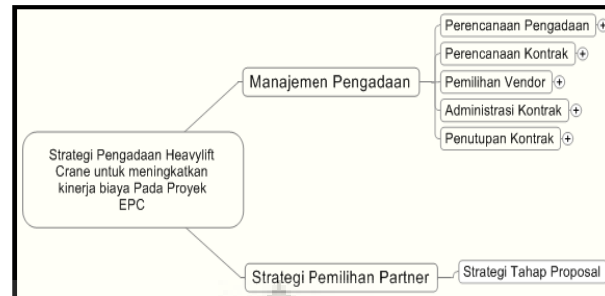 Perencanaan Pengadaan
Perencanaan Kontrak
Manajemen Pengadaan
Pemilihan Vendor
Administrasi Kontrak
Penutupan Kontrak
Strategi Pengadaan Heavylift
Crane untuk meningkatkan
kinerja biaya Pada Proyek
EPC
Strategi Pemilihan Partner
Strategi Tahap Proposal